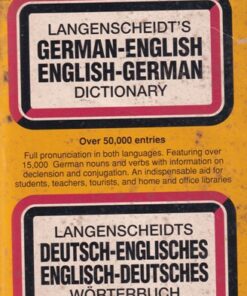 LANGENSCHEIDT'S
GERMAN-ENGLISH
ENGLISH-GERMAN
DICTIONARY
Over 50,000 entries
Full pronunciation in both languages. Featuring over
15,000 German nouns and verbs with information on
declension and conjugation. An indispensable aid for
students, teachers, tourists, and home and office libraries
LANGENSCHEIDTS
DEUTSCH-ENGLISCHES
ENGLISCH-DEUTSCHES
WÖRTERBUCH